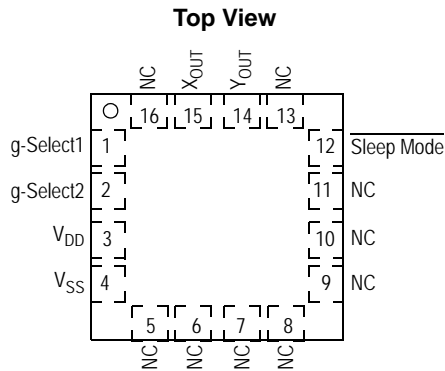 Top View
NC XOUT YOUT NC
16 15 14 13
g-Select1 1
12 Sleep Mode
g-Select2 2
11 NC
VDD 3
10 NC
VSS 4
9 NC
5 6 7 8
NC NC NC NC